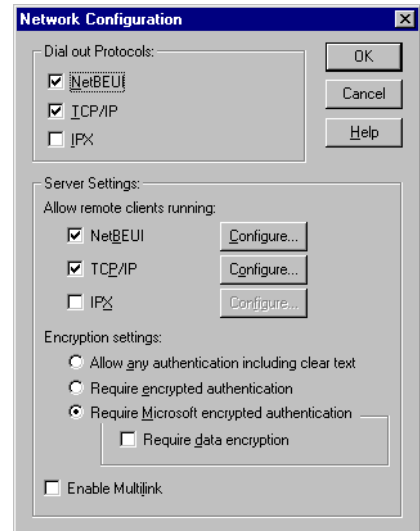 Network Configuration
Dial out Protocols:
NetBEUI
TCP/IP
IPX
OK
Cancel
Help
Server Settings:
Allow remote clients running:
NetBEUI Configure...
TCP/IP Configure...
IPX Configure...
Encryption settings:
Allow any authentication including clear text
Require encrypted authentication
Require Microsoft encrypted authentication
Require data encryption
Enable Multilink